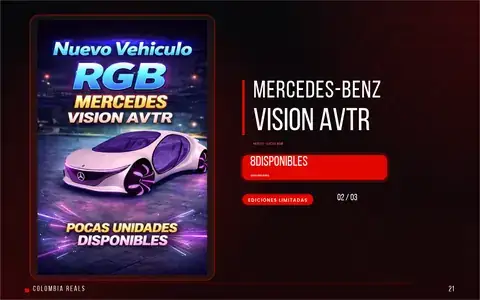 Nuevo Vehiculo
RGB
MERCEDES
VISION AVTR
POCAS UNIDADES
DISPONIBLES
MERCEDES-BENZ
VISION AVTR
8DISPONIBLES
EDICIONES LIMITADAS
02 / 03
COLOMBIA REALS
21